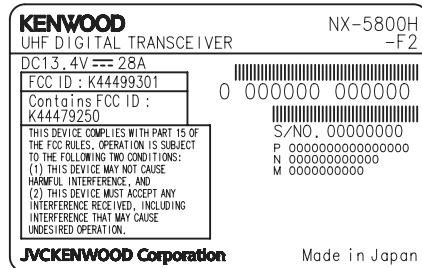 KENWOOD
NX-5800H
UHF DIGITAL TRANSCEIVER
-F2
DC13.4V ⎓ 28A
FCC ID : K44499301
Contains FCC ID :
K44479250
0 000000 000000
THIS DEVICE COMPLIES WITH PART 15 OF
THE FCC RULES. OPERATION IS SUBJECT
TO THE FOLLOWING TWO CONDITIONS:
(1) THIS DEVICE MAY NOT CAUSE
HARMFUL INTERFERENCE, AND
(2) THIS DEVICE MUST ACCEPT ANY
INTERFERENCE RECEIVED, INCLUDING
INTERFERENCE THAT MAY CAUSE
UNDESIRED OPERATION.
S/NO. 00000000
P 0000000000000000
N 000000000000
M 0000000000
JVCKENWOOD Corporation
Made in Japan